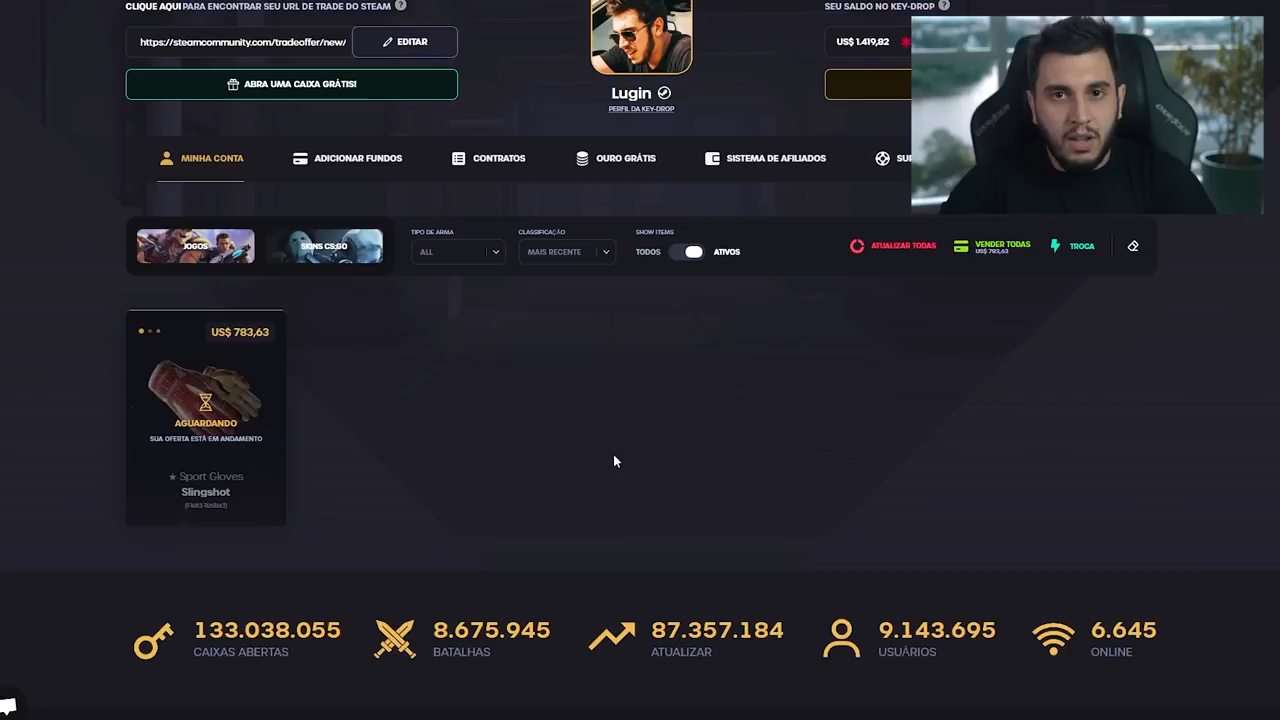 CLIQUE AQUI PARA ENCONTRAR SEU URL DE TRADE DO STEAM ?
SEU SALDO NO KEY-DROP ?
https://steamcommunity.com/tradeoffer/new/
EDITAR
US$ 1.419,82
ABRA UMA CAIXA GRÁTIS!
Lugin
PERFIL DA KEY-DROP
MINHA CONTA
ADICIONAR FUNDOS
CONTRATOS
OURO GRÁTIS
SISTEMA DE AFILIADOS
SU
JOGOS
SKINS CS:GO
TIPO DE ARMA
ALL
CLASSIFICAÇÃO
MAIS RECENTE
SHOW ITEMS
TODOS
ATIVOS
ATUALIZAR TODAS
VENDER TODAS
US$ 783,63
TROCA
US$ 783,63
AGUARDANDO
SUA OFERTA ESTÁ EM ANDAMENTO
★ Sport Gloves
Slingshot
(Field-Tested)
133.038.055
CAIXAS ABERTAS
8.675.945
BATALHAS
87.357.184
ATUALIZAR
9.143.695
USUÁRIOS
6.645
ONLINE